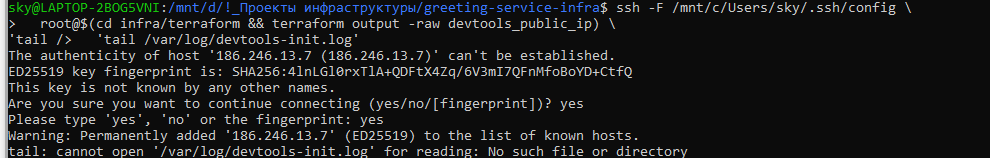 sky@LAPTOP-2BOG5VNI:/mnt/d/!_Проекты инфраструктуры/greeting-service-infra$ ssh -F /mnt/c/Users/sky/.ssh/config \
>   root@$(cd infra/terraform && terraform output -raw devtools_public_ip) \
'tail />   'tail /var/log/devtools-init.log'
The authenticity of host '186.246.13.7 (186.246.13.7)' can't be established.
ED25519 key fingerprint is: SHA256:4lnLGl0rxTlA+QDFtX4Zq/6V3mI7QFnMfoBoYD+CtfQ
This key is not known by any other names.
Are you sure you want to continue connecting (yes/no/[fingerprint])? yes
Please type 'yes', 'no' or the fingerprint: yes
Warning: Permanently added '186.246.13.7' (ED25519) to the list of known hosts.
tail: cannot open '/var/log/devtools-init.log' for reading: No such file or directory